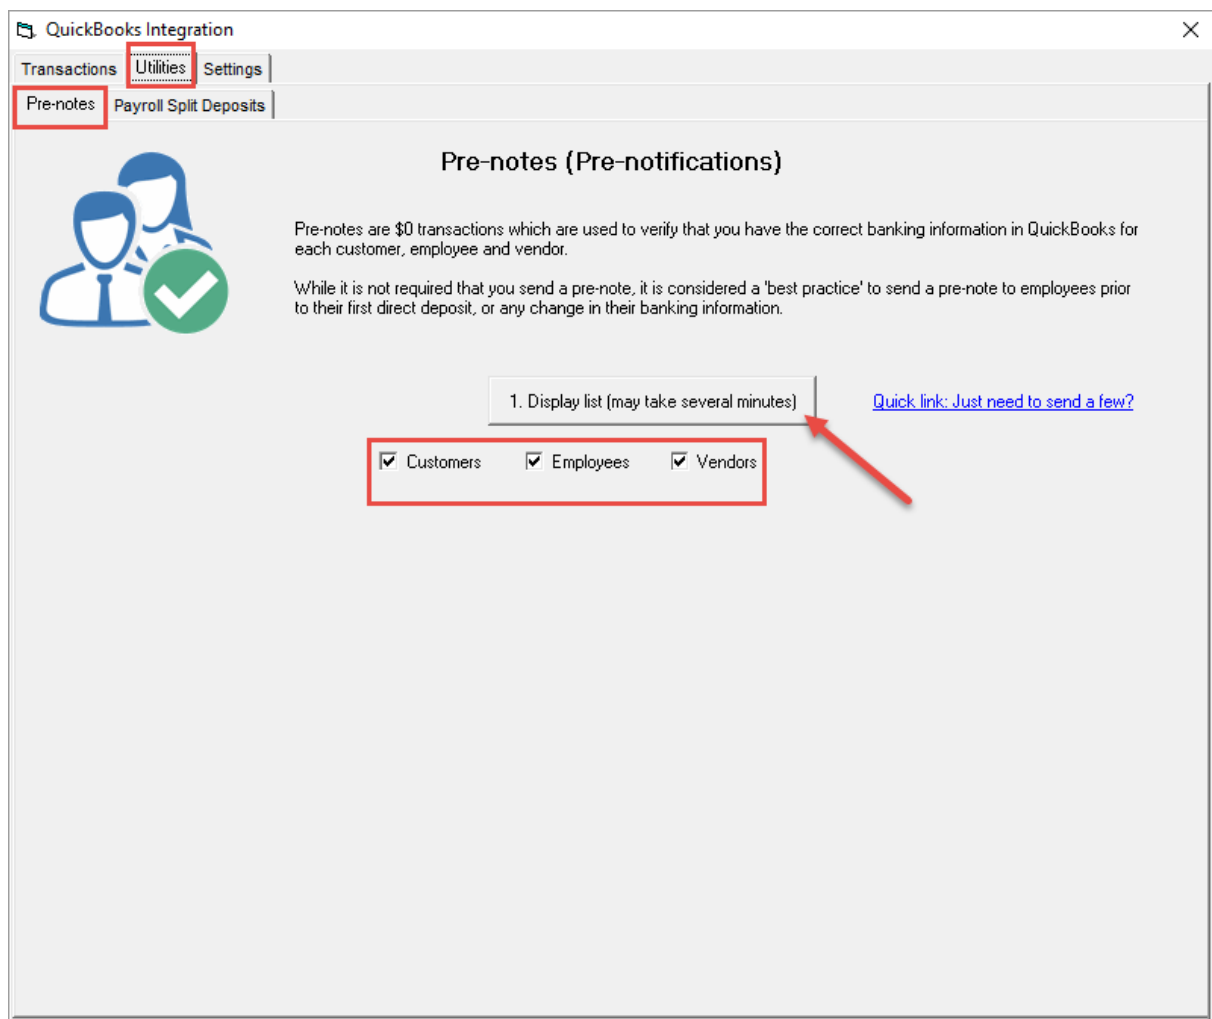 QuickBooks Integration
Transactions Utilities Settings
Pre-notes Payroll Split Deposits
Pre-notes (Pre-notifications)
Pre-notes are $0 transactions which are used to verify that you have the correct banking information in QuickBooks for
each customer, employee and vendor.
While it is not required that you send a pre-note, it is considered a 'best practice' to send a pre-note to employees prior
to their first direct deposit, or any change in their banking information.
1. Display list (may take several minutes) Quick link: Just need to send a few?
Customers Employees Vendors